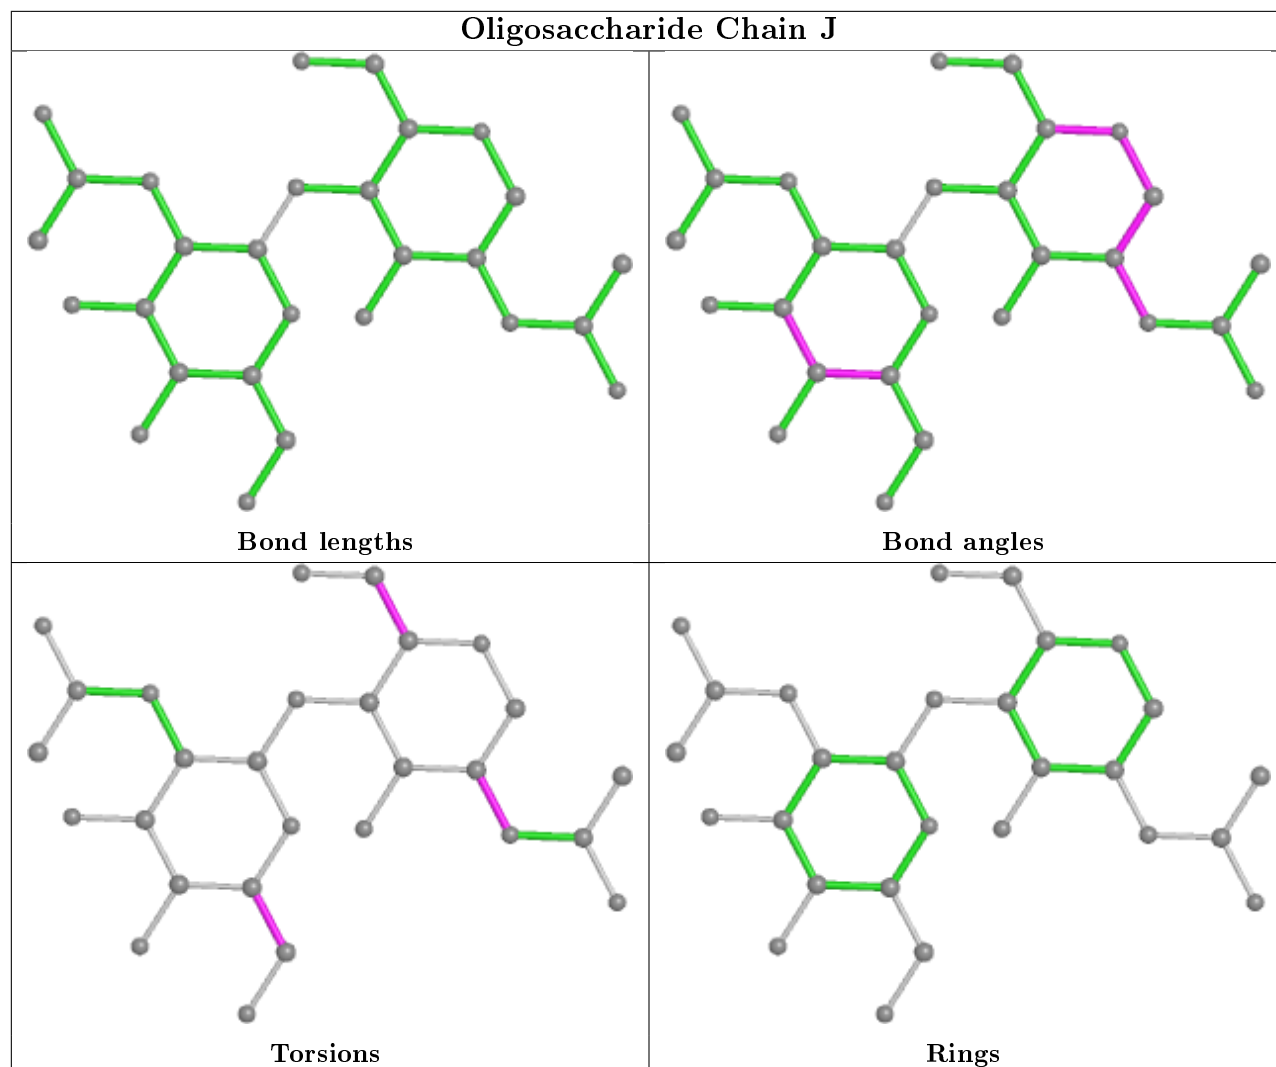 Oligosaccharide Chain J
Bond lengths
Bond angles
Torsions
Rings